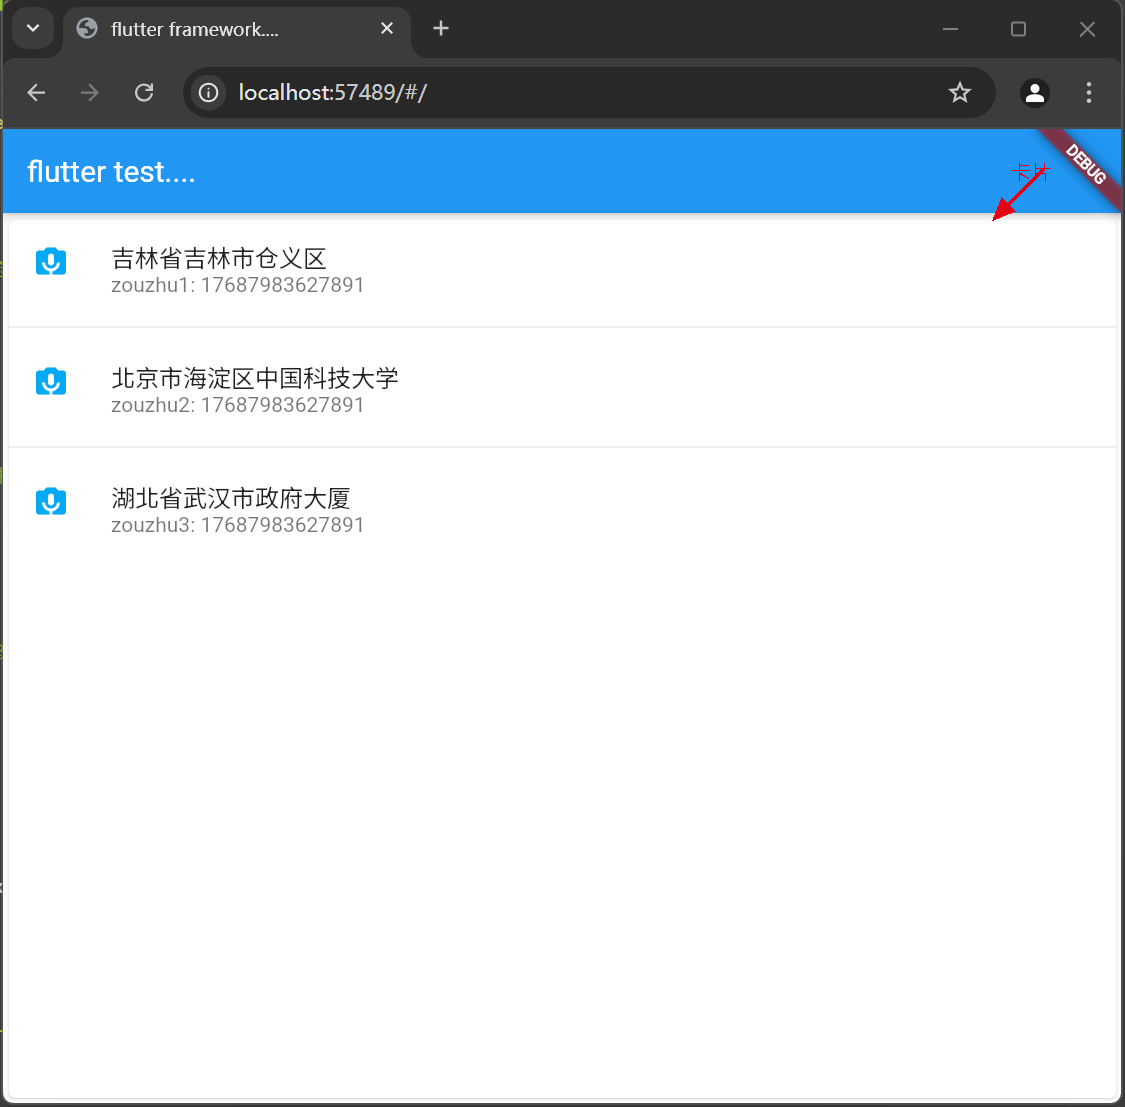 flutter framework....
localhost:57489/#/
flutter test....
卡片
DEBUG
吉林省吉林市仓义区
zouzhu1: 17687983627891
北京市海淀区中国科技大学
zouzhu2: 17687983627891
湖北省武汉市政府大厦
zouzhu3: 17687983627891